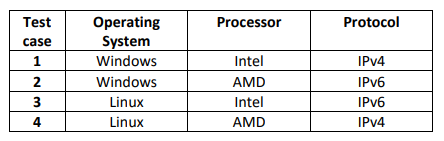 Test case Operating System Processor Protocol
1 Windows Intel IPv4
2 Windows AMD IPv6
3 Linux Intel IPv6
4 Linux AMD IPv4